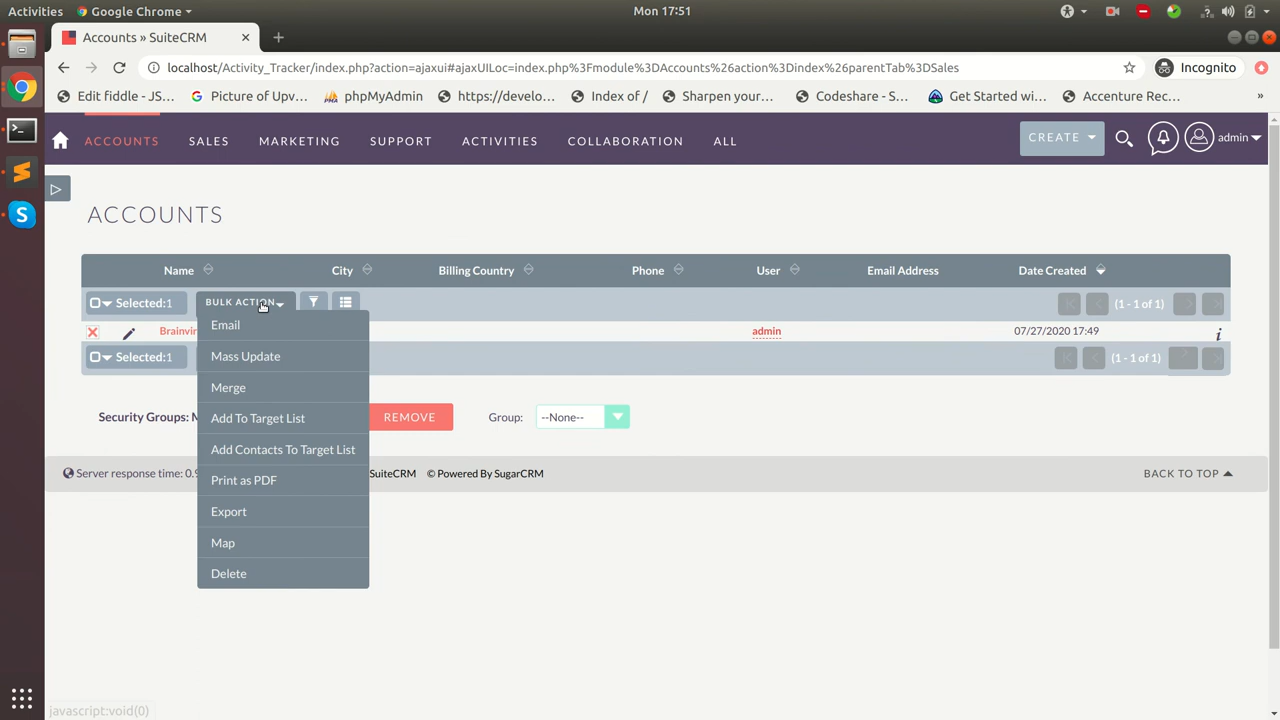 Activities Google Chrome Mon 17:51
Accounts » SuiteCRM
localhost/Activity_Tracker/index.php?action=ajaxui#ajaxUILoc=index.php%3Fmodule%3DAccounts%26action%3Dindex%26parentTab%3DSales Incognito
Edit fiddle - JS... Picture of Upv... phpMyAdmin https://develo... Index of / Sharpen your... Codeshare - S... Get Started wi... Accenture Rec... »
ACCOUNTS SALES MARKETING SUPPORT ACTIVITIES COLLABORATION ALL CREATE admin
ACCOUNTS
Name City Billing Country Phone User Email Address Date Created
Selected:1 BULK ACTION (1 - 1 of 1)
Brainvir admin 07/27/2020 17:49
Selected:1 (1 - 1 of 1)
Email
Mass Update
Merge
Add To Target List
Add Contacts To Target List
Print as PDF
Export
Map
Delete
Security Groups: M REMOVE Group: --None--
Server response time: 0.9 SuiteCRM © Powered By SugarCRM BACK TO TOP
javascript:void(0)